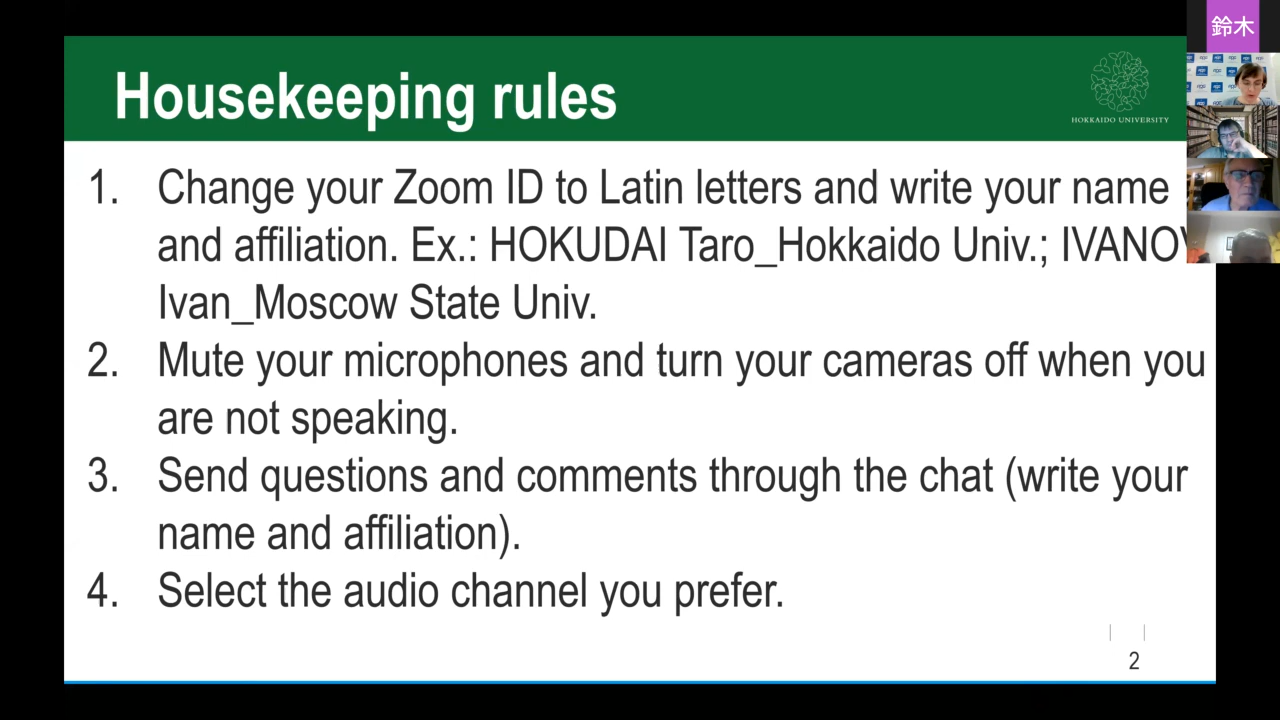 鈴木
Housekeeping rules
HOKKAIDO UNIVERSITY
1. Change your Zoom ID to Latin letters and write your name
and affiliation. Ex.: HOKUDAI Taro_Hokkaido Univ.; IVANOV
Ivan_Moscow State Univ.
2. Mute your microphones and turn your cameras off when you
are not speaking.
3. Send questions and comments through the chat (write your
name and affiliation).
4. Select the audio channel you prefer.
2